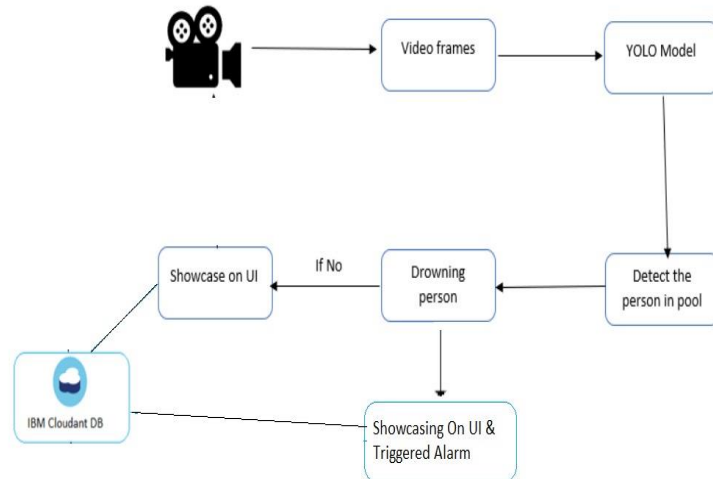 Video frames
YOLO Model
Detect the
person in pool
Drowning
person
If No
Showcase on UI
IBM Cloudant DB
Showcasing On UI &
Triggered Alarm